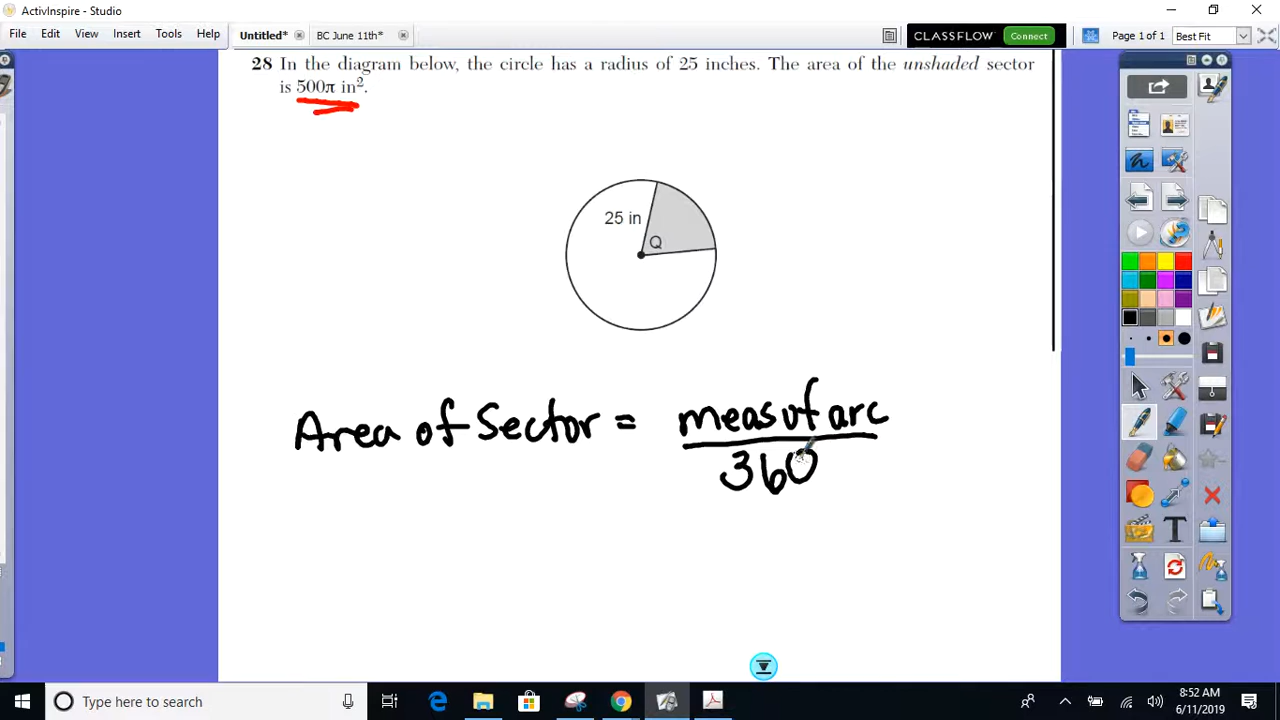 ActivInspire - Studio
File Edit View Insert Tools Help
Untitled* BC June 11th*
CLASSFLOW Connect
Page 1 of 1 Best Fit
28 In the diagram below, the circle has a radius of 25 inches. The area of the unshaded sector
is 500π in².
25 in
Q
Area of Sector = meas of arc
360
T
Type here to search
8:52 AM
6/11/2019